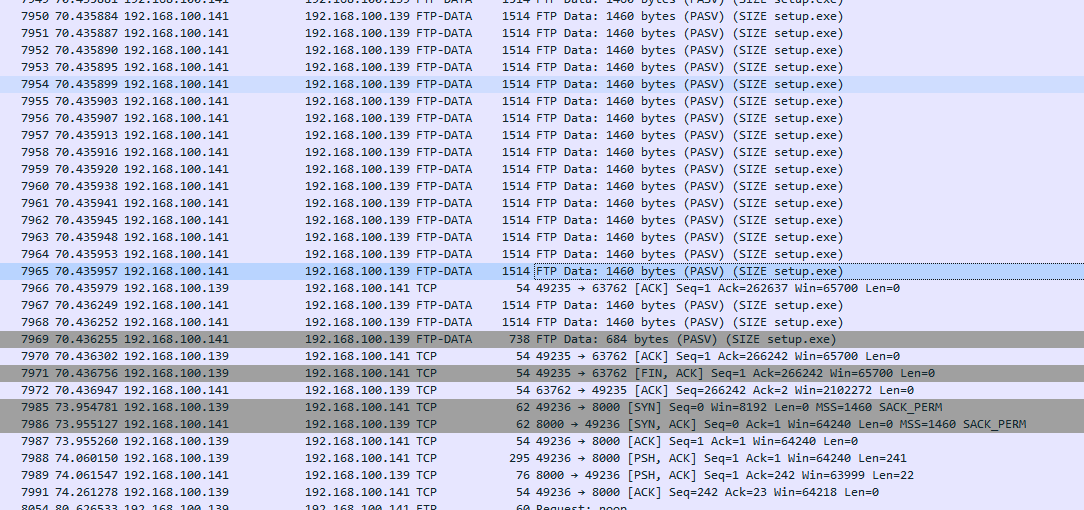 7949 70.435881 192.168.100.141 192.168.100.139 FTP-DATA 1514 FTP Data: 1460 bytes (PASV) (SIZE setup.exe)
7950 70.435884 192.168.100.141 192.168.100.139 FTP-DATA 1514 FTP Data: 1460 bytes (PASV) (SIZE setup.exe)
7951 70.435887 192.168.100.141 192.168.100.139 FTP-DATA 1514 FTP Data: 1460 bytes (PASV) (SIZE setup.exe)
7952 70.435890 192.168.100.141 192.168.100.139 FTP-DATA 1514 FTP Data: 1460 bytes (PASV) (SIZE setup.exe)
7953 70.435895 192.168.100.141 192.168.100.139 FTP-DATA 1514 FTP Data: 1460 bytes (PASV) (SIZE setup.exe)
7954 70.435899 192.168.100.141 192.168.100.139 FTP-DATA 1514 FTP Data: 1460 bytes (PASV) (SIZE setup.exe)
7955 70.435903 192.168.100.141 192.168.100.139 FTP-DATA 1514 FTP Data: 1460 bytes (PASV) (SIZE setup.exe)
7956 70.435907 192.168.100.141 192.168.100.139 FTP-DATA 1514 FTP Data: 1460 bytes (PASV) (SIZE setup.exe)
7957 70.435913 192.168.100.141 192.168.100.139 FTP-DATA 1514 FTP Data: 1460 bytes (PASV) (SIZE setup.exe)
7958 70.435916 192.168.100.141 192.168.100.139 FTP-DATA 1514 FTP Data: 1460 bytes (PASV) (SIZE setup.exe)
7959 70.435920 192.168.100.141 192.168.100.139 FTP-DATA 1514 FTP Data: 1460 bytes (PASV) (SIZE setup.exe)
7960 70.435938 192.168.100.141 192.168.100.139 FTP-DATA 1514 FTP Data: 1460 bytes (PASV) (SIZE setup.exe)
7961 70.435941 192.168.100.141 192.168.100.139 FTP-DATA 1514 FTP Data: 1460 bytes (PASV) (SIZE setup.exe)
7962 70.435945 192.168.100.141 192.168.100.139 FTP-DATA 1514 FTP Data: 1460 bytes (PASV) (SIZE setup.exe)
7963 70.435948 192.168.100.141 192.168.100.139 FTP-DATA 1514 FTP Data: 1460 bytes (PASV) (SIZE setup.exe)
7964 70.435953 192.168.100.141 192.168.100.139 FTP-DATA 1514 FTP Data: 1460 bytes (PASV) (SIZE setup.exe)
7965 70.435957 192.168.100.141 192.168.100.139 FTP-DATA 1514 FTP Data: 1460 bytes (PASV) (SIZE setup.exe)
7966 70.435979 192.168.100.139 192.168.100.141 TCP 54 49235 → 63762 [ACK] Seq=1 Ack=262637 Win=65700 Len=0
7967 70.436249 192.168.100.141 192.168.100.139 FTP-DATA 1514 FTP Data: 1460 bytes (PASV) (SIZE setup.exe)
7968 70.436252 192.168.100.141 192.168.100.139 FTP-DATA 1514 FTP Data: 1460 bytes (PASV) (SIZE setup.exe)
7969 70.436255 192.168.100.141 192.168.100.139 FTP-DATA 738 FTP Data: 684 bytes (PASV) (SIZE setup.exe)
7970 70.436302 192.168.100.139 192.168.100.141 TCP 54 49235 → 63762 [ACK] Seq=1 Ack=266242 Win=65700 Len=0
7971 70.436756 192.168.100.139 192.168.100.141 TCP 54 49235 → 63762 [FIN, ACK] Seq=1 Ack=266242 Win=65700 Len=0
7972 70.436947 192.168.100.141 192.168.100.139 TCP 54 63762 → 49235 [ACK] Seq=266242 Ack=2 Win=2102272 Len=0
7985 73.954781 192.168.100.139 192.168.100.141 TCP 62 49236 → 8000 [SYN] Seq=0 Win=8192 Len=0 MSS=1460 SACK_PERM
7986 73.955127 192.168.100.141 192.168.100.139 TCP 62 8000 → 49236 [SYN, ACK] Seq=0 Ack=1 Win=64240 Len=0 MSS=1460 SACK_PERM
7987 73.955260 192.168.100.139 192.168.100.141 TCP 54 49236 → 8000 [ACK] Seq=1 Ack=1 Win=64240 Len=0
7988 74.060150 192.168.100.139 192.168.100.141 TCP 295 49236 → 8000 [PSH, ACK] Seq=1 Ack=1 Win=64240 Len=241
7989 74.061547 192.168.100.141 192.168.100.139 TCP 76 8000 → 49236 [PSH, ACK] Seq=1 Ack=242 Win=63999 Len=22
7991 74.261278 192.168.100.139 192.168.100.141 TCP 54 49236 → 8000 [ACK] Seq=242 Ack=23 Win=64218 Len=0
8054 80.626533 192.168.100.139 192.168.100.141 FTP 60 Request: noop